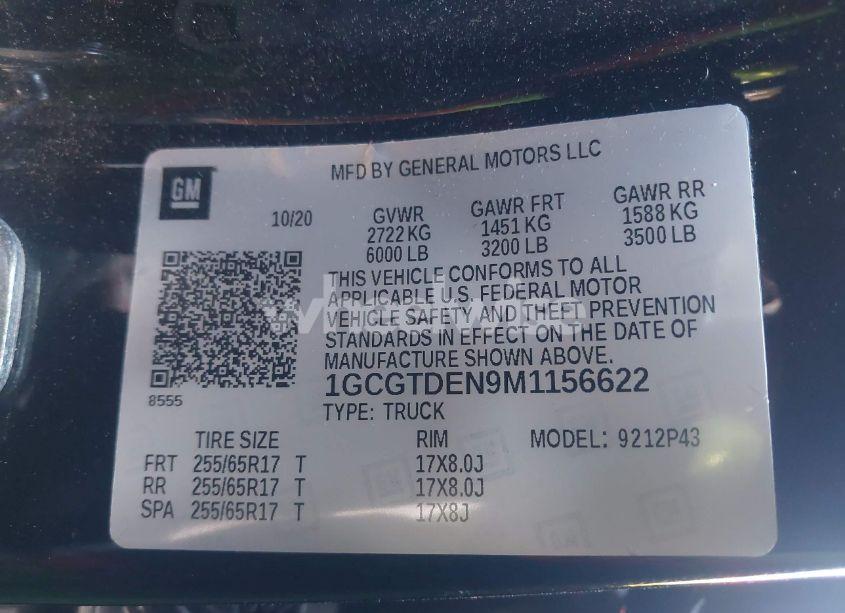 GM
MFD BY GENERAL MOTORS LLC
10/20
GVWR
2722 KG
6000 LB
GAWR FRT
1451 KG
3200 LB
GAWR RR
1588 KG
3500 LB
THIS VEHICLE CONFORMS TO ALL
APPLICABLE U.S. FEDERAL MOTOR
VEHICLE SAFETY AND THEFT PREVENTION
STANDARDS IN EFFECT ON THE DATE OF
MANUFACTURE SHOWN ABOVE.
8555
1GCGTDEN9M1156622
TYPE: TRUCK
TIRE SIZE RIM MODEL: 9212P43
FRT 255/65R17 T 17X8.0J
RR 255/65R17 T 17X8.0J
SPA 255/65R17 T 17X8J